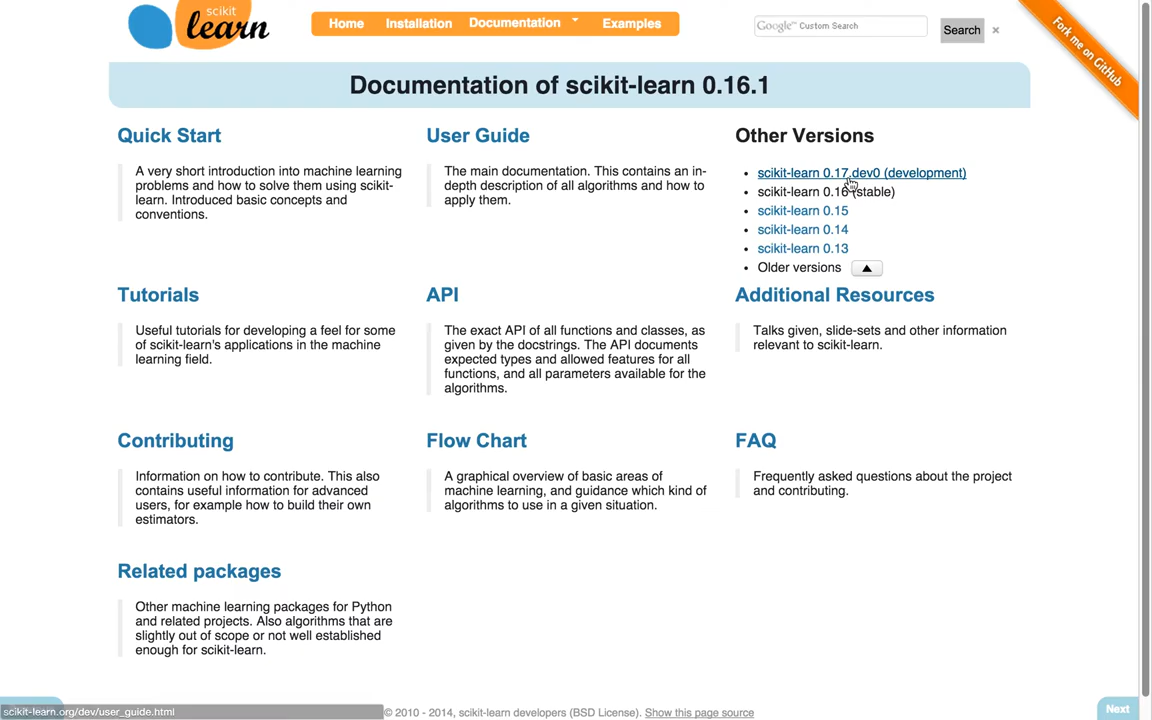 scikit
learn
Home Installation Documentation Examples
Google™ Custom Search
Search ×
Fork me on GitHub
Documentation of scikit-learn 0.16.1
Quick Start
A very short introduction into machine learning
problems and how to solve them using scikit-
learn. Introduced basic concepts and
conventions.
User Guide
The main documentation. This contains an in-
depth description of all algorithms and how to
apply them.
Other Versions
• scikit-learn 0.17.dev0 (development)
• scikit-learn 0.16 (stable)
• scikit-learn 0.15
• scikit-learn 0.14
• scikit-learn 0.13
• Older versions
Tutorials
Useful tutorials for developing a feel for some
of scikit-learn's applications in the machine
learning field.
API
The exact API of all functions and classes, as
given by the docstrings. The API documents
expected types and allowed features for all
functions, and all parameters available for the
algorithms.
Additional Resources
Talks given, slide-sets and other information
relevant to scikit-learn.
Contributing
Information on how to contribute. This also
contains useful information for advanced
users, for example how to build their own
estimators.
Flow Chart
A graphical overview of basic areas of
machine learning, and guidance which kind of
algorithms to use in a given situation.
FAQ
Frequently asked questions about the project
and contributing.
Related packages
Other machine learning packages for Python
and related projects. Also algorithms that are
slightly out of scope or not well established
enough for scikit-learn.
scikit-learn.org/dev/user_guide.html
© 2010 - 2014, scikit-learn developers (BSD License). Show this page source
Next